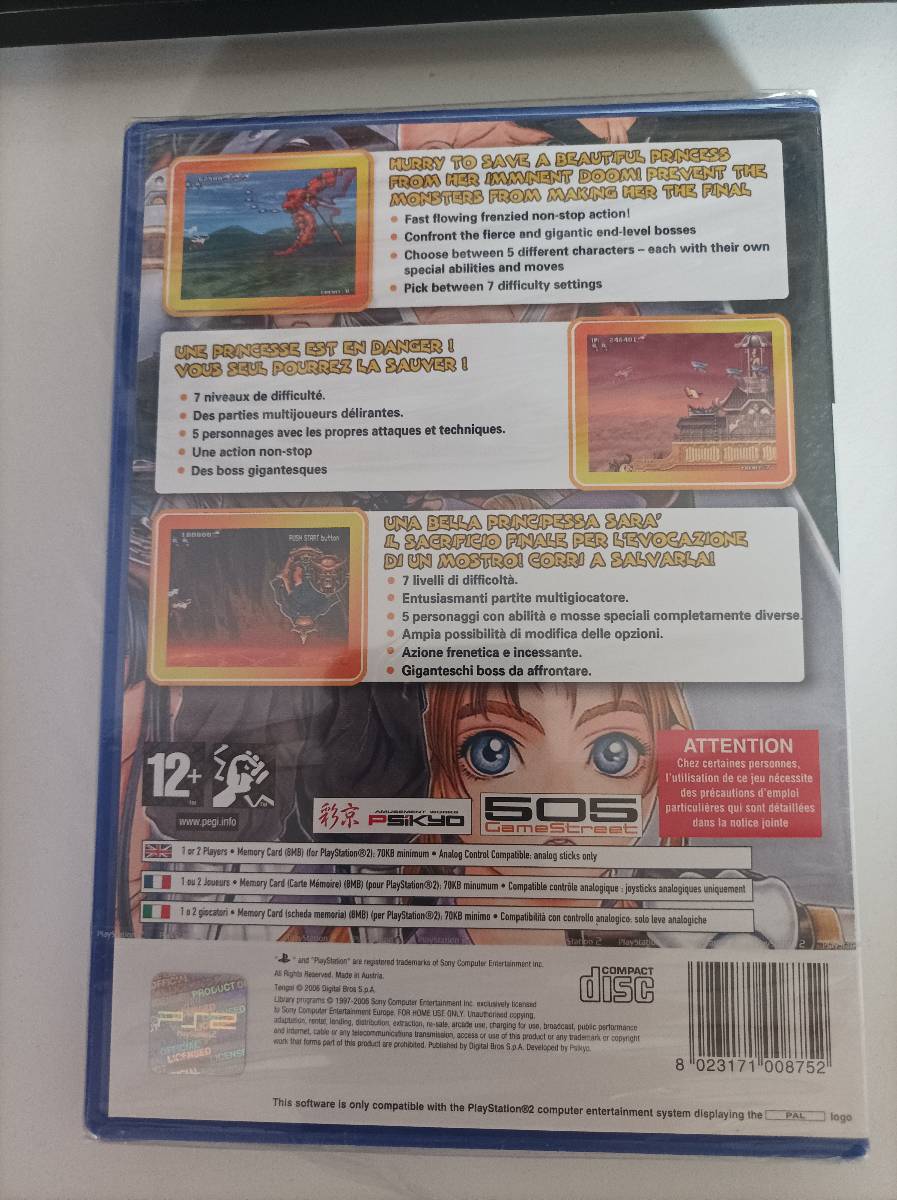 HURRY TO SAVE A BEAUTIFUL PRINCESS
FROM HER IMMINENT DOOM! PREVENT THE
MONSTERS FROM MAKING HER THE FINAL
• Fast flowing frenzied non-stop action!
• Confront the fierce and gigantic end-level bosses
• Choose between 5 different characters – each with their own
special abilities and moves
• Pick between 7 difficulty settings
UNE PRINCESSE EST EN DANGER !
VOUS SEUL POURREZ LA SAUVER !
• 7 niveaux de difficulté.
• Des parties multijoueurs délirantes.
• 5 personnages avec les propres attaques et techniques.
• Une action non-stop
• Des boss gigantesques
PUSH START button
UNA BELLA PRINCIPESSA SARA'
IL SACRIFICIO FINALE PER L'EVOCAZIONE
DI UN MOSTRO! CORRI A SALVARLA!
• 7 livelli di difficoltà.
• Entusiasmanti partite multigiocatore.
• 5 personaggi con abilità e mosse speciali completamente diverse.
• Ampia possibilità di modifica delle opzioni.
• Azione frenetica e incessante.
• Giganteschi boss da affrontare.
12+
www.pegi.info
彩京
AMUSEMENT WORKS
PSIKYO
505
GameStreet
ATTENTION
Chez certaines personnes,
l'utilisation de ce jeu nécessite
des précautions d'emploi
particulières qui sont détaillées
dans la notice jointe
1 or 2 Players • Memory Card (8MB) (for PlayStation®2): 70KB minimum • Analog Control Compatible: analog sticks only
1 ou 2 Joueurs • Memory Card (Carte Mémoire) (8MB) (pour PlayStation®2): 70KB minumum • Compatible contrôle analogique : joysticks analogiques uniquement
1 o 2 giocatori • Memory Card (scheda memoria) (8MB) (per PlayStation®2): 70KB minimo • Compatibilità con controllo analogico: solo leve analogiche
" " and "PlayStation" are registered trademarks of Sony Computer Entertainment Inc.
All Rights Reserved. Made in Austria.
Tengai © 2006 Digital Bros S.p.A.
Library programs © 1997-2006 Sony Computer Entertainment Inc. exclusively licensed
to Sony Computer Entertainment Europe. FOR HOME USE ONLY. Unauthorised copying,
adaptation, rental, lending, distribution, extraction, re-sale, arcade use, charging for use, broadcast, public performance
and internet, cable or any telecommunications transmission, access or use of this product or any trademark or copyright
work that forms part of this product are prohibited. Published by Digital Bros S.p.A. Developed by Psikyo.
COMPACT
disc
8 023171 008752
OFFICIAL
PRODUCT
PS2
LICENSED
This software is only compatible with the PlayStation®2 computer entertainment system displaying the PAL logo